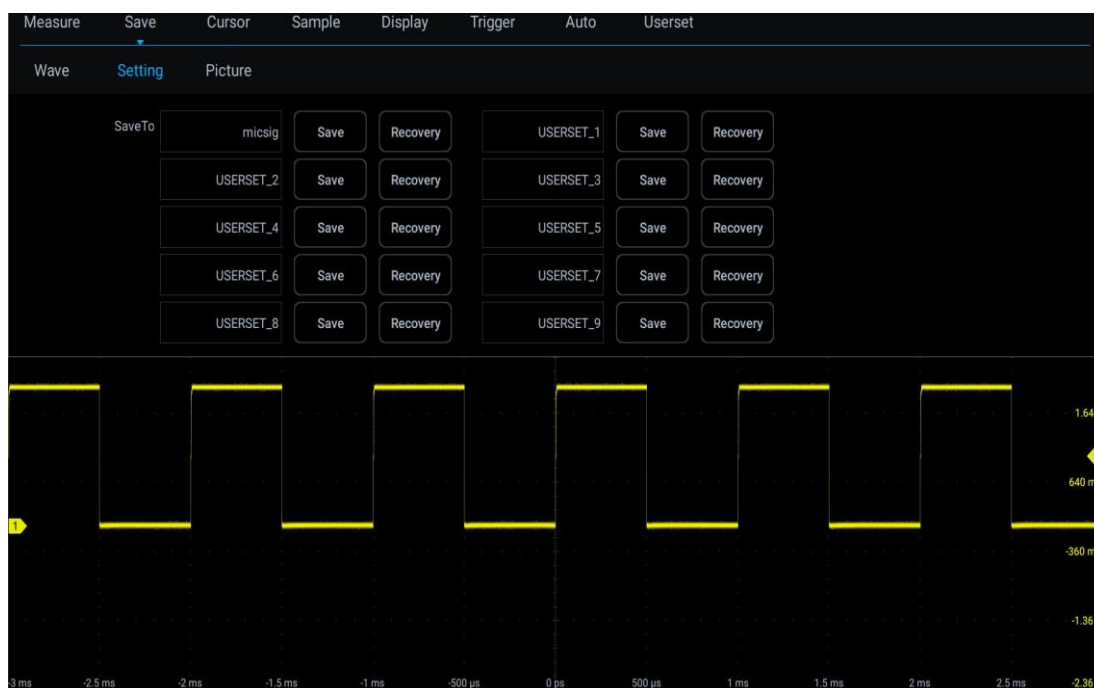 Measure Save Cursor Sample Display Trigger Auto Userset
Wave Setting Picture
SaveTo micsig Save Recovery USERSET_1 Save Recovery
USERSET_2 Save Recovery USERSET_3 Save Recovery
USERSET_4 Save Recovery USERSET_5 Save Recovery
USERSET_6 Save Recovery USERSET_7 Save Recovery
USERSET_8 Save Recovery USERSET_9 Save Recovery
1.64
640 m
1
-360 m
-1.36
-3 ms -2.5 ms -2 ms -1.5 ms -1 ms -500 µs 0 ps 500 µs 1 ms 1.5 ms 2 ms 2.5 ms -2.36